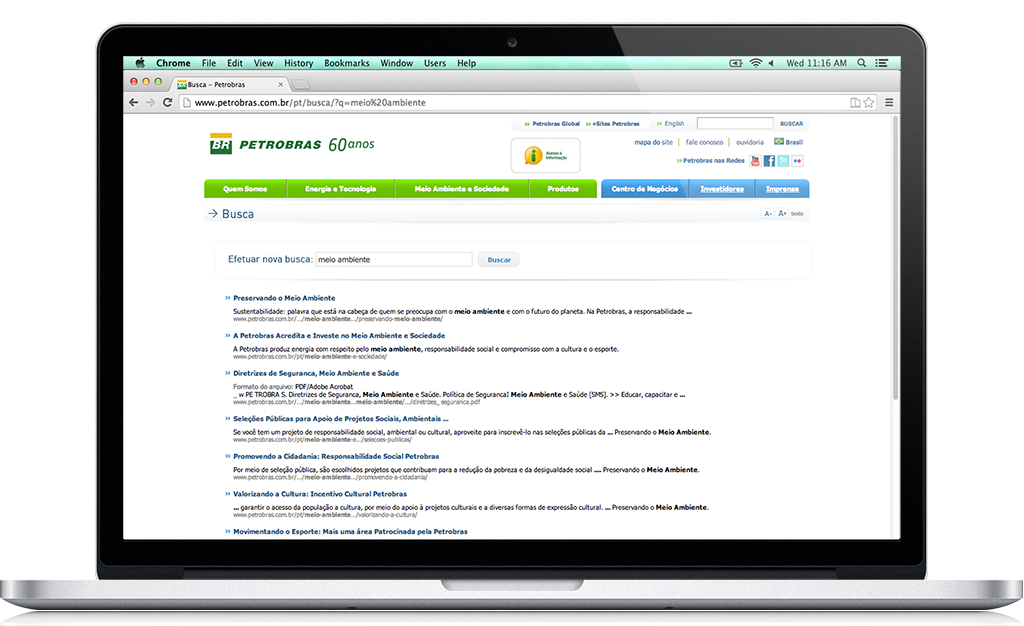 Chrome File Edit View History Bookmarks Window Users Help Wed 11:16 AM
Busca - Petrobras
www.petrobras.com.br/pt/busca/?q=meio%20ambiente
Petrobras Global +Sites Petrobras English BUSCAR
BR PETROBRAS 60anos
Acesso à
Informação
mapa do site fale conosco ouvidoria Brasil
Petrobras nas Redes
Quem Somos Energia e Tecnologia Meio Ambiente e Sociedade Produtos Centro de Negócios Investidores Imprensa
Busca A- A+ texto
Efetuar nova busca: meio ambiente Buscar
Preservando o Meio Ambiente
Sustentabilidade: palavra que está na cabeça de quem se preocupa com o meio ambiente e com o futuro do planeta. Na Petrobras, a responsabilidade ...
www.petrobras.com.br/.../meio-ambiente.../preservando-meio-ambiente/
A Petrobras Acredita e Investe no Meio Ambiente e Sociedade
A Petrobras produz energia com respeito pelo meio ambiente, responsabilidade social e compromisso com a cultura e o esporte.
www.petrobras.com.br/pt/meio-ambiente-e-sociedade/
Diretrizes de Seguranca, Meio Ambiente e Saúde
Formato do arquivo: PDF/Adobe Acrobat
_ w PE TROBRA S. Diretrizes de Seguranca, Meio Ambiente e Saúde. Política de Seguranca! Meio Ambiente e Saúde [SMS]. >> Educar, capacitar e ...
www.petrobras.com.br/.../meio-ambiente...meio-ambiente/.../diretrizes_seguranca.pdf
Seleções Públicas para Apoio de Projetos Sociais, Ambientais ...
Se você tem um projeto de responsabilidade social, ambiental ou cultural, aproveite para inscrevê-lo nas seleções públicas da ... Preservando o Meio Ambiente.
www.petrobras.com.br/pt/meio-ambiente-e.../selecoes-publicas/
Promovendo a Cidadania: Responsabilidade Social Petrobras
Por meio de seleção pública, são escolhidos projetos que contribuam para a redução da pobreza e da desigualdade social .... Preservando o Meio Ambiente.
www.petrobras.com.br/.../meio-ambiente.../promovendo-a-cidadania/
Valorizando a Cultura: Incentivo Cultural Petrobras
... garantir o acesso da população a cultura, por meio do apoio à projetos culturais e a diversas formas de expressão cultural. ... Preservando o Meio Ambiente.
www.petrobras.com.br/.../meio-ambiente.../valorizando-a-cultura/
Movimentando o Esporte: Mais uma área Patrocinada pela Petrobras